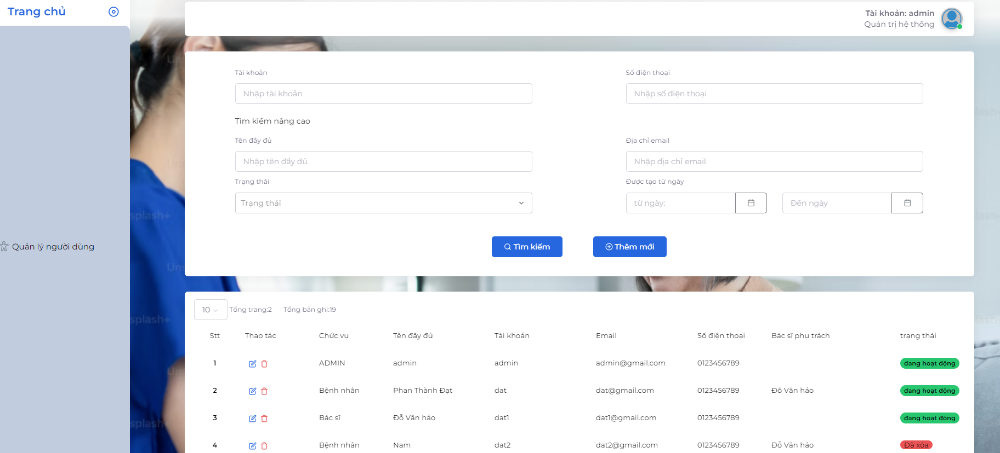 Trang chủ
Tài khoản: admin
Quản trị hệ thống
Tài khoản
Số điện thoại
Nhập tài khoản
Nhập số điện thoại
Tìm kiếm nâng cao
Tên đầy đủ
Địa chỉ email
Nhập tên đầy đủ
Nhập địa chỉ email
Trạng thái
Được tạo từ ngày
Trạng thái
từ ngày:
Đến ngày
Quản lý người dùng
Tìm kiếm
Thêm mới
10 Tổng trang:2 Tổng bản ghi:19
Stt Thao tác Chức vụ Tên đầy đủ Tài khoản Email Số điện thoại Bác sĩ phụ trách trạng thái
1 ADMIN admin admin admin@gmail.com 0123456789 đang hoạt động
2 Bệnh nhân Phan Thành Đạt dat dat@gmail.com 0123456789 Đỗ Văn hảo đang hoạt động
3 Bác sĩ Đỗ Văn hảo dat1 dat1@gmail.com 0123456789 đang hoạt động
4 Bệnh nhân Nam dat2 dat2@gmail.com 0123456789 Đỗ Văn hảo Đã xóa